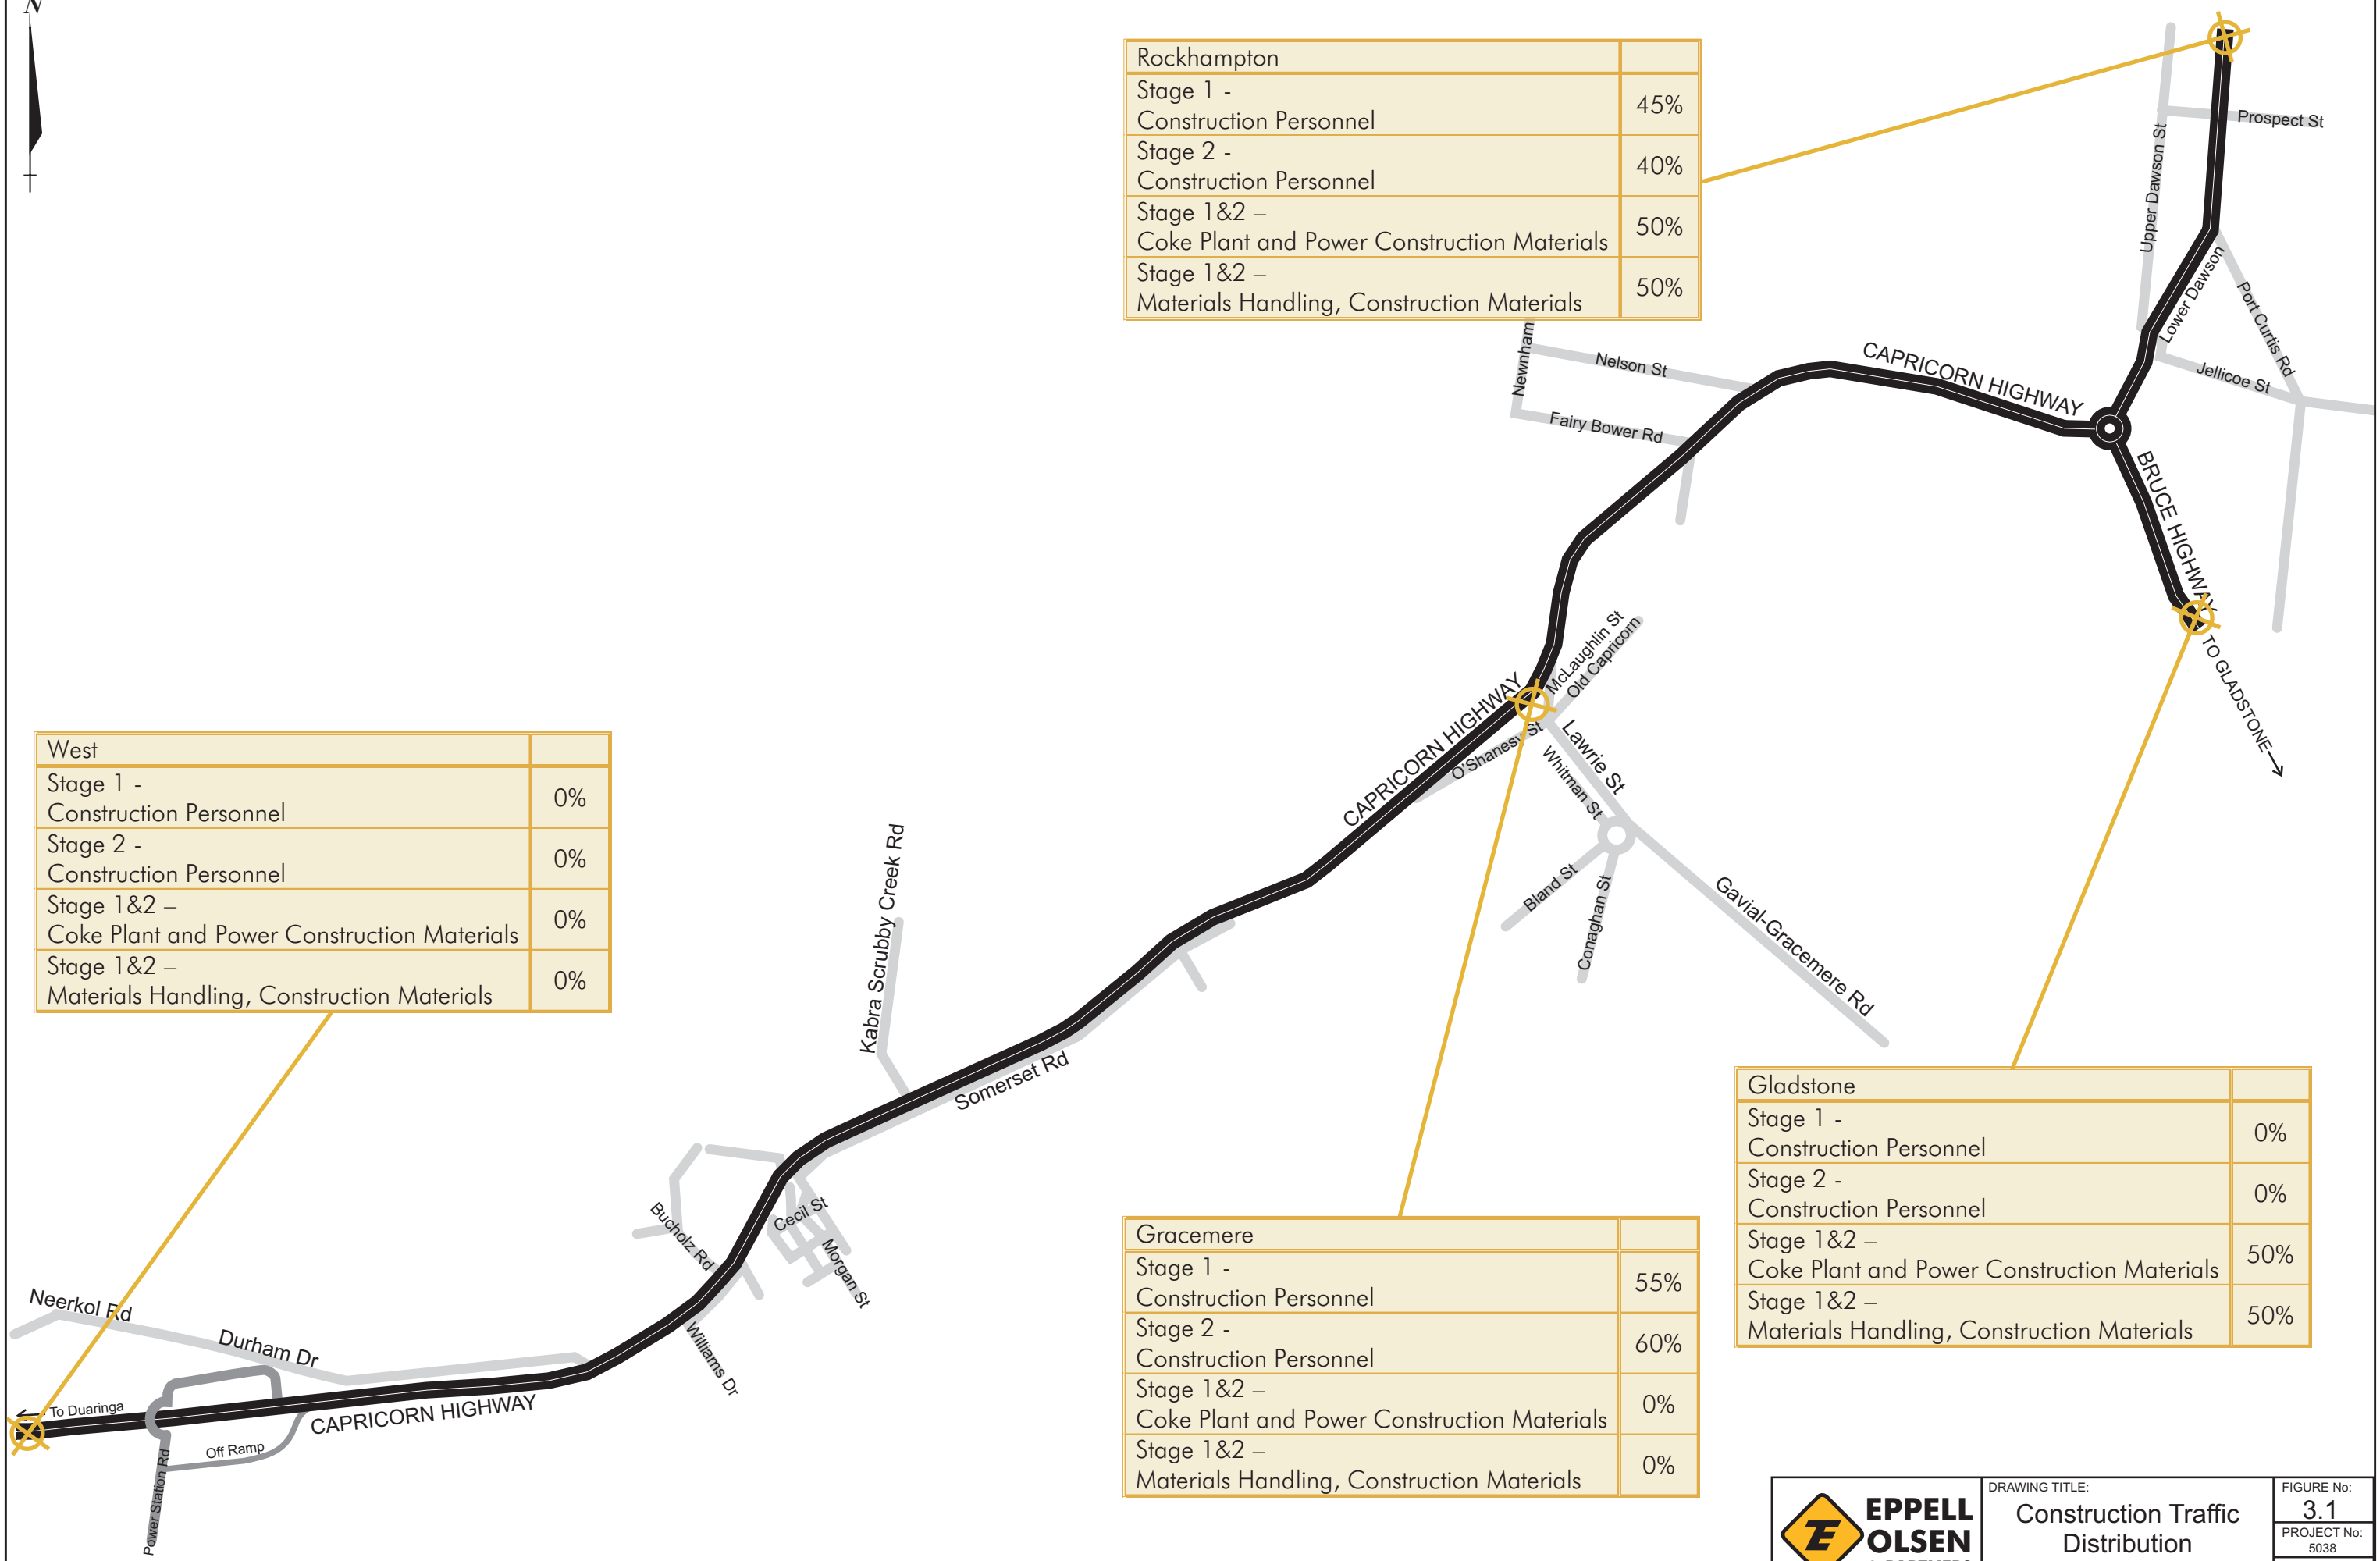 N
Rockhampton
Stage 1 -
Construction Personnel
45%
Stage 2 -
Construction Personnel
40%
Stage 1&2 –
Coke Plant and Power Construction Materials
50%
Stage 1&2 –
Materials Handling, Construction Materials
50%
Prospect St
Upper Dawson St
Lower Dawson
Port Curtis Rd
Jellicoe St
Newnham
Nelson St
Fairy Bower Rd
CAPRICORN HIGHWAY
BRUCE HIGHWAY
TO GLADSTONE
McLaughlin St
Old Capricorn
CAPRICORN HIGHWAY
O'Shanesy St
Lawrie St
Whitman St
Bland St
Conaghan St
Gavial-Gracemere Rd
West
Stage 1 -
Construction Personnel
0%
Stage 2 -
Construction Personnel
0%
Stage 1&2 –
Coke Plant and Power Construction Materials
0%
Stage 1&2 –
Materials Handling, Construction Materials
0%
Kabra Scrubby Creek Rd
Somerset Rd
Bucholz Rd
Cecil St
Morgan St
Williams Dr
Neerkol Rd
Durham Dr
To Duaringa
CAPRICORN HIGHWAY
Off Ramp
Power Station Rd
Gracemere
Stage 1 -
Construction Personnel
55%
Stage 2 -
Construction Personnel
60%
Stage 1&2 –
Coke Plant and Power Construction Materials
0%
Stage 1&2 –
Materials Handling, Construction Materials
0%
Gladstone
Stage 1 -
Construction Personnel
0%
Stage 2 -
Construction Personnel
0%
Stage 1&2 –
Coke Plant and Power Construction Materials
50%
Stage 1&2 –
Materials Handling, Construction Materials
50%
EPPELL
OLSEN
DRAWING TITLE:
Construction Traffic
Distribution
FIGURE No:
3.1
PROJECT No:
5038